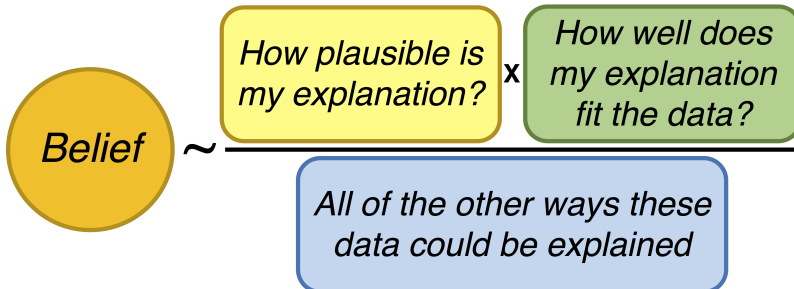 Belief
~
How plausible is
my explanation?
x
How well does
my explanation
fit the data?
All of the other ways these
data could be explained